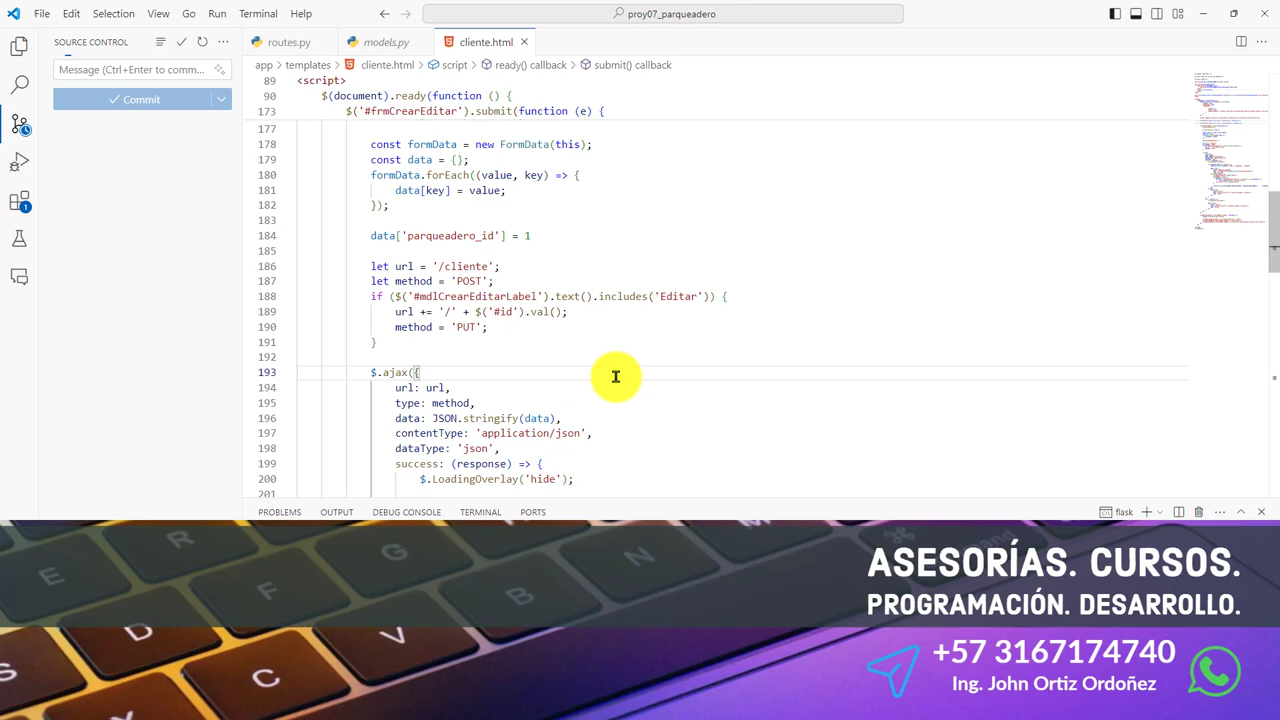 File Edit Selection View Go Run Terminal Help
proy07_parqueadero
SOURCE CONTROL
routes.py models.py cliente.html
Message (Ctrl+Enter to comm...
Commit
app > templates > cliente.html > script > ready() callback > submit() callback
89 <script>
90 ument).ready(function
173 .submit(function (e) {
177
178 const formData = new FormData(this);
179 const data = {};
180 formData.forEach((value, key) => {
181 data[key] = value;
182 });
183
184 data['parqueadero_id'] = 1
185
186 let url = '/cliente';
187 let method = 'POST';
188 if ($('#mdlCrearEditarLabel').text().includes('Editar')) {
189 url += '/' + $('#id').val();
190 method = 'PUT';
191 }
192
193 $.ajax({
194 url: url,
195 type: method,
196 data: JSON.stringify(data),
197 contentType: 'application/json',
198 dataType: 'json',
199 success: (response) => {
200 $.LoadingOverlay('hide');
201
PROBLEMS OUTPUT DEBUG CONSOLE TERMINAL PORTS
flask
ASESORÍAS. CURSOS.
PROGRAMACIÓN. DESARROLLO.
+57 3167174740
Ing. John Ortiz Ordoñez